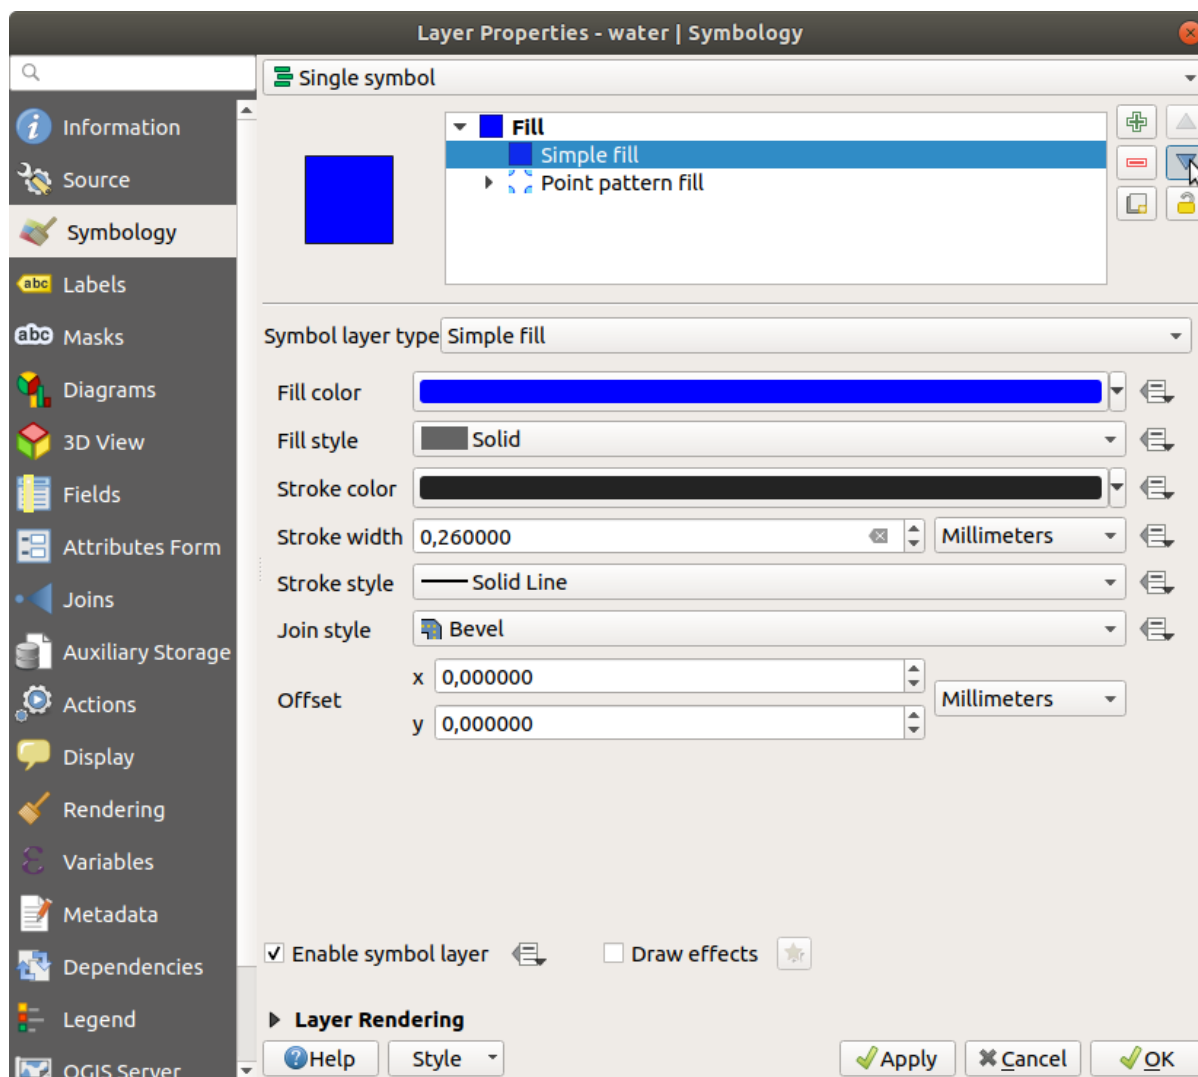 Layer Properties - water | Symbology
Single symbol
Information
Source
Symbology
Labels
abc
Masks
abc
Diagrams
3D View
Fields
Attributes Form
Joins
Auxiliary Storage
Actions
Display
Rendering
Variables
Metadata
Dependencies
Legend
QGIS Server
Fill
Simple fill
Point pattern fill
Symbol layer type Simple fill
Fill color
Fill style Solid
Stroke color
Stroke width 0,260000 Millimeters
Stroke style Solid Line
Join style Bevel
Offset x 0,000000 Millimeters
y 0,000000
Enable symbol layer Draw effects
Layer Rendering
Help Style Apply Cancel OK